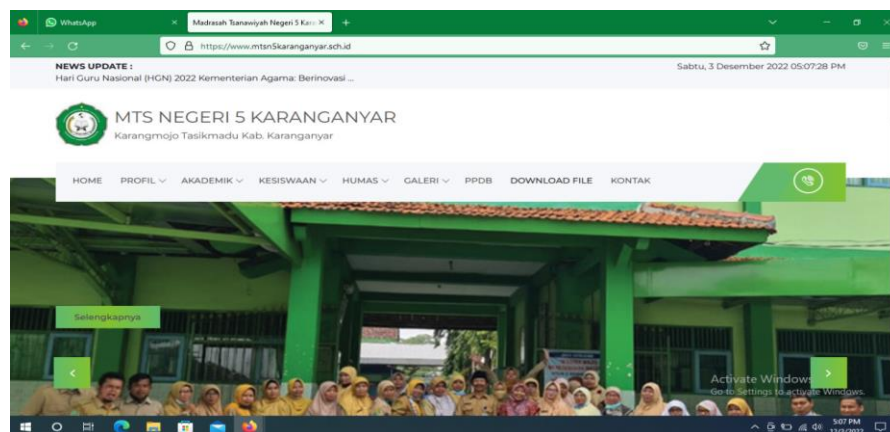 WhatsApp
Madrasah Tsanawiyah Negeri 5 Kara
https://www.mtsn5karanganyar.sch.id
NEWS UPDATE :
Sabtu, 3 Desember 2022 05:07:28 PM
Hari Guru Nasional (HGN) 2022 Kementerian Agama: Berinovasi ...
MTS NEGERI 5 KARANGANYAR
Karangmojo Tasikmadu Kab. Karanganyar
HOME PROFIL AKADEMIK KESISWAAN HUMAS GALERI PPDB DOWNLOAD FILE KONTAK
Selengkapnya
Activate Windows
Go to Settings to activate Windows.
5:07 PM
12/3/2022